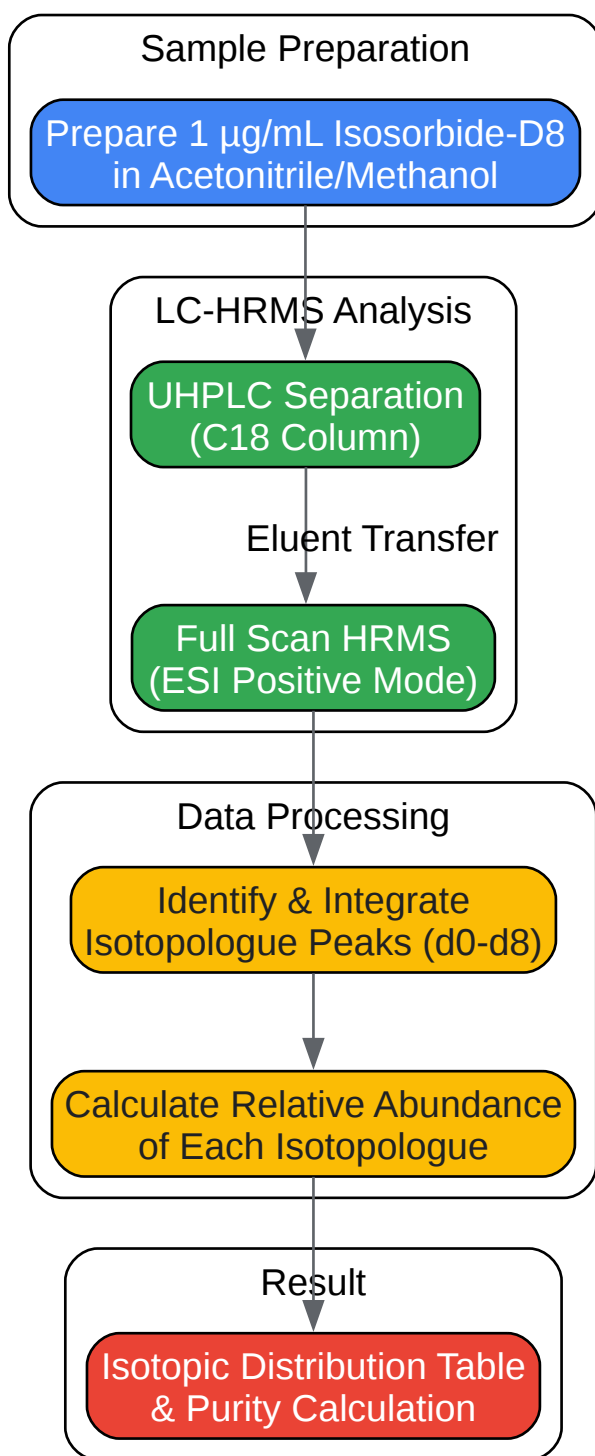 Sample Preparation
Prepare 1 µg/mL Isosorbide-D8
in Acetonitrile/Methanol
LC-HRMS Analysis
UHPLC Separation
(C18 Column)
Eluent Transfer
Full Scan HRMS
(ESI Positive Mode)
Data Processing
Identify & Integrate
Isotopologue Peaks (d0-d8)
Calculate Relative Abundance
of Each Isotopologue
Result
Isotopic Distribution Table
& Purity Calculation